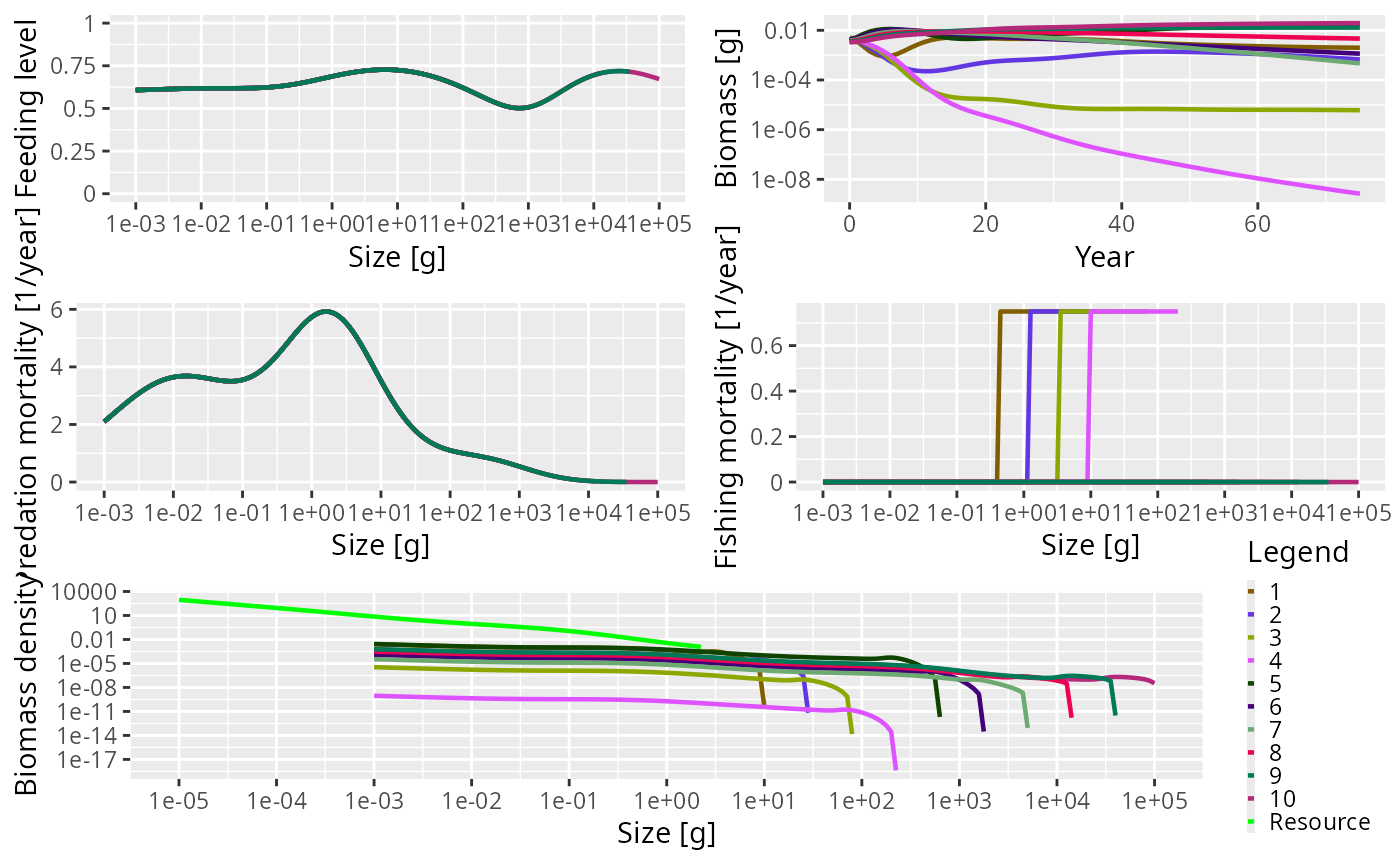 Feeding level
1
0.75
0.5
0.25
0
1e-03 1e-02 1e-01 1e+00 1e+01 1e+02 1e+03 1e+04 1e+05
Size [g]
Biomass [g]
0.01
1e-04
1e-06
1e-08
0 20 40 60
Year
redation mortality [1/year]
6
4
2
0
1e-03 1e-02 1e-01 1e+00 1e+01 1e+02 1e+03 1e+04 1e+05
Size [g]
Fishing mortality [1/year]
0.6
0.4
0.2
0
1e-03 1e-02 1e-01 1e+00 1e+01 1e+02 1e+03 1e+04 1e+05
Size [g]
Biomass density
10000
10
0.01
1e-05
1e-08
1e-11
1e-14
1e-17
1e-05 1e-04 1e-03 1e-02 1e-01 1e+00 1e+01 1e+02 1e+03 1e+04 1e+05
Size [g]
Legend
1
2
3
4
5
6
7
8
9
10
Resource